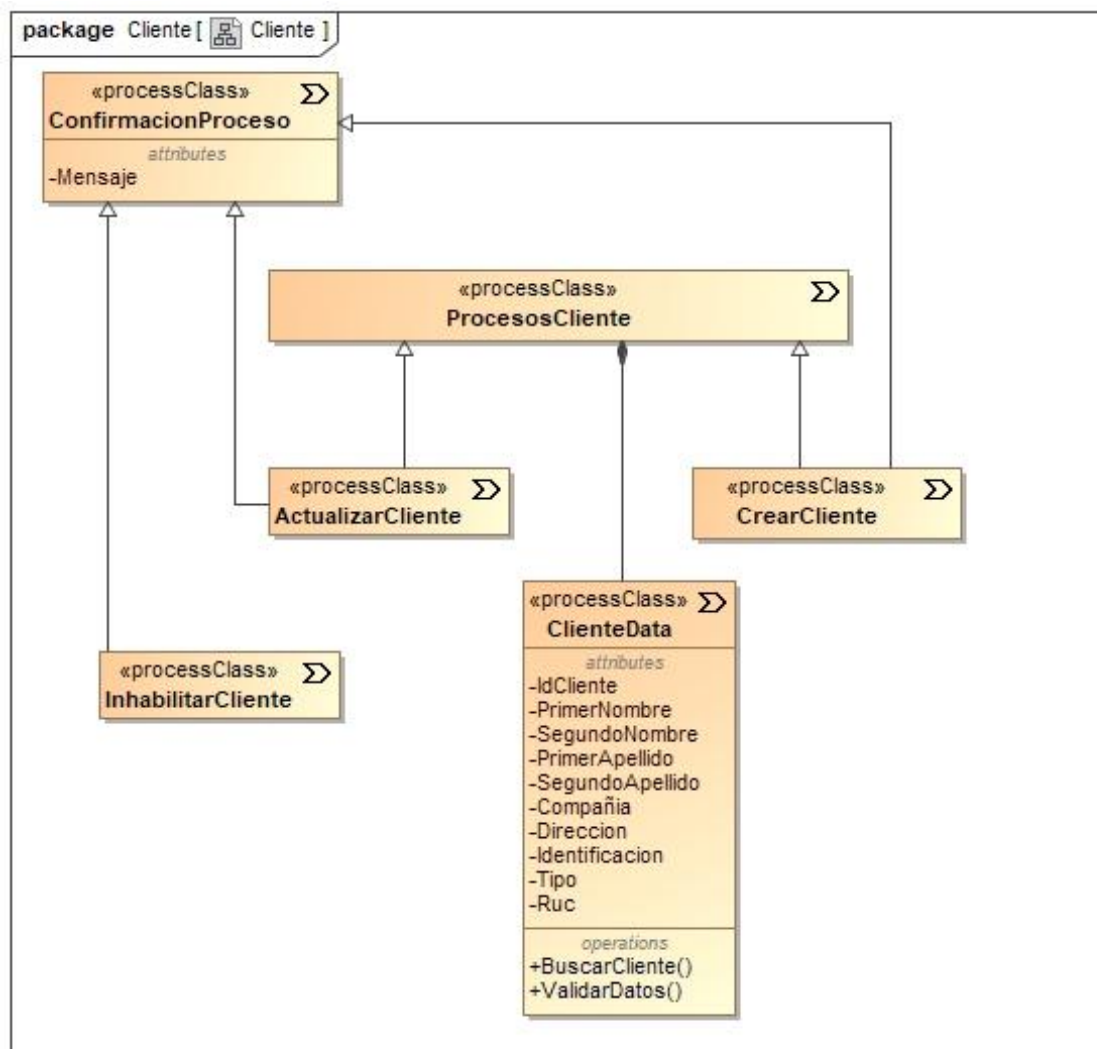 package Cliente [ Cliente ]
«processClass»
ConfirmacionProceso
attributes
-Mensaje
«processClass»
ProcesosCliente
«processClass»
ActualizarCliente
«processClass»
CrearCliente
«processClass»
ClienteData
attributes
-IdCliente
-PrimerNombre
-SegundoNombre
-PrimerApellido
-SegundoApellido
-Compañia
-Direccion
-Identificacion
-Tipo
-Ruc
operations
+BuscarCliente()
+ValidarDatos()
«processClass»
InhabilitarCliente